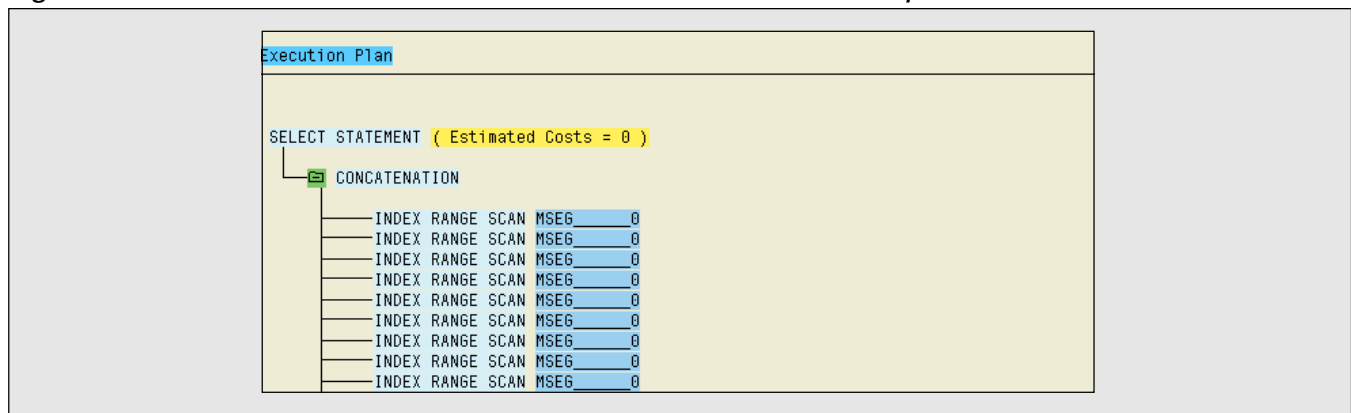 Execution Plan
SELECT STATEMENT ( Estimated Costs = 0 )
CONCATENATION
INDEX RANGE SCAN MSEG______0
INDEX RANGE SCAN MSEG______0
INDEX RANGE SCAN MSEG______0
INDEX RANGE SCAN MSEG______0
INDEX RANGE SCAN MSEG______0
INDEX RANGE SCAN MSEG______0
INDEX RANGE SCAN MSEG______0
INDEX RANGE SCAN MSEG______0
INDEX RANGE SCAN MSEG______0